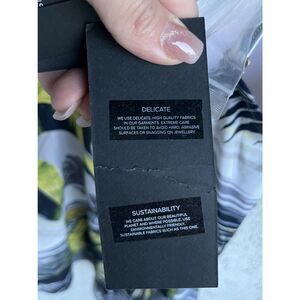 DELICATE
WE USE DELICATE, HIGH QUALITY FABRICS
IN OUR GARMENTS. EXTREME CARE
SHOULD BE TAKEN TO AVOID HARD, ABRASIVE
SURFACES OR SNAGGING ON JEWELLERY.
SUSTAINABILITY
WE CARE ABOUT OUR BEAUTIFUL
PLANET AND WHERE POSSIBLE, USE
ENVIRONMENTALLY FRIENDLY,
SUSTAINABLE FABRICS SUCH AS THIS ONE.